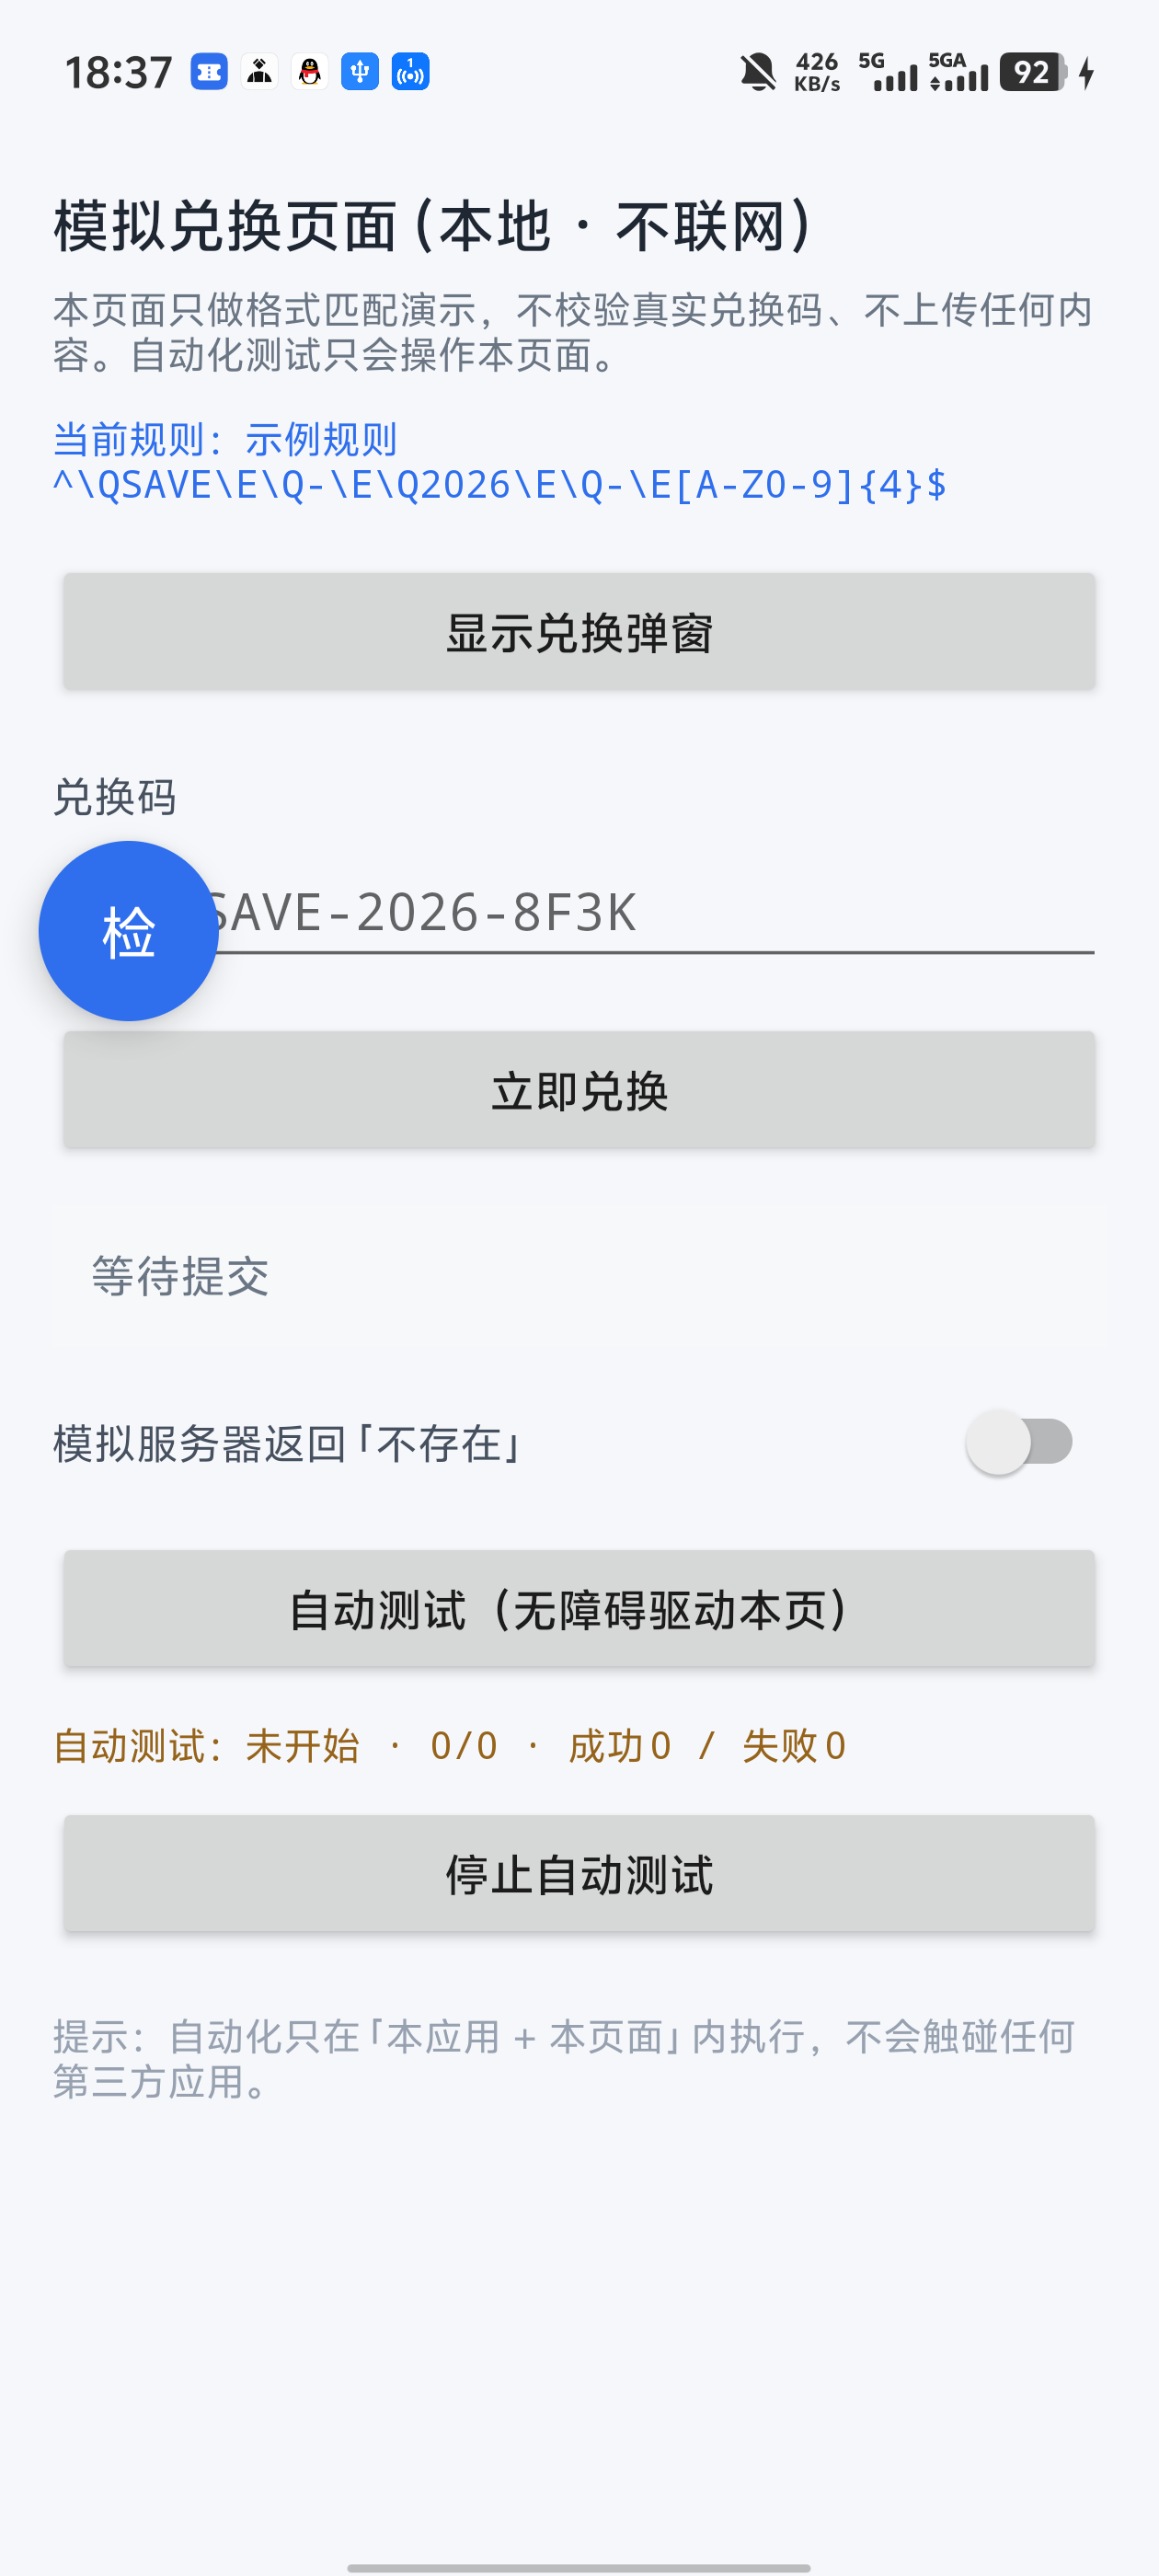 18:37
426 KB/s 5G 5GA 92
模拟兑换页面(本地 · 不联网)
本页面只做格式匹配演示，不校验真实兑换码、不上传任何内
容。自动化测试只会操作本页面。
当前规则：示例规则
^\QSAVE\E\Q-\E\Q2026\E\Q-\E[A-Z0-9]{4}$
显示兑换弹窗
兑换码
检
SAVE-2026-8F3K
立即兑换
等待提交
模拟服务器返回「不存在」
自动测试（无障碍驱动本页）
自动测试：未开始 · 0/0 · 成功0 / 失败0
停止自动测试
提示：自动化只在「本应用 + 本页面」内执行，不会触碰任何
第三方应用。